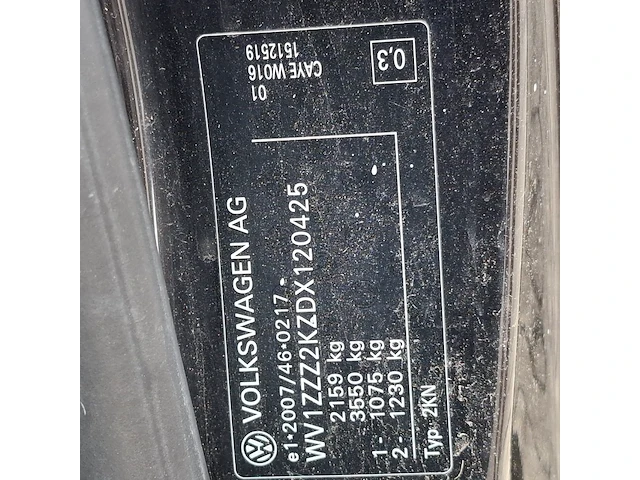 VOLKSWAGEN AG
e1*2007/46*0217*
WV1ZZZ2KZDX120425
2159 kg
3550 kg
1 - 1075 kg
2 - 1230 kg
Typ 2KN
01
CAYE W016
1512519
0,3